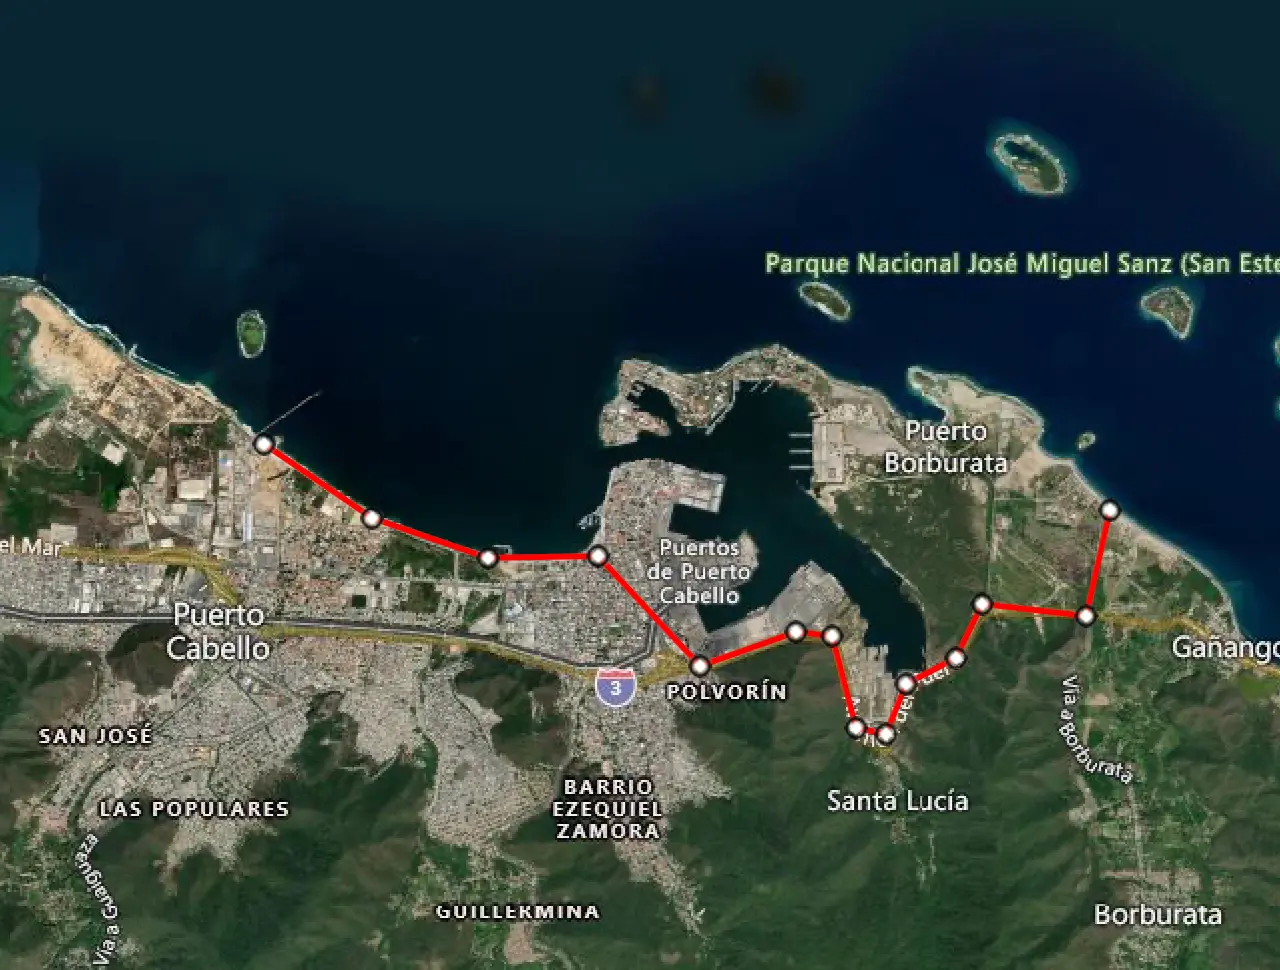 Parque Nacional José Miguel Sanz (San Este
Puerto
Borburata
el Mar
Puertos
de Puerto
Cabello
Puerto
Cabello
Gañango
3
POLVORÍN
SAN JOSÉ
Vía a Borburata
BARRIO
EZEQUIEL
ZAMORA
Santa Lucía
LAS POPULARES
Vía a Guaiguaza
GUILLERMINA
Borburata